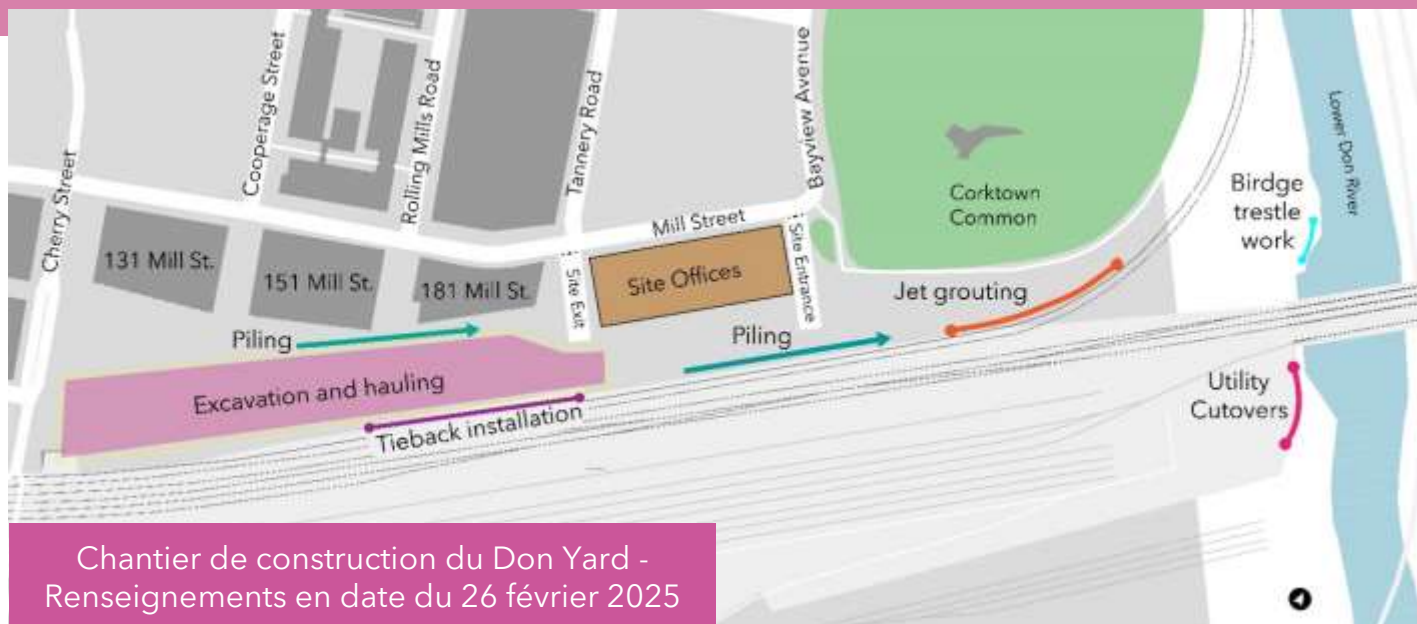 Cherry Street
Cooperage Street
Rolling Mills Road
Tannery Road
Bayview Avenue
Mill Street
Corktown
Common
Lower Don River
Birdge
trestle
work
131 Mill St.
151 Mill St.
181 Mill St.
Site Exit
Site Offices
Site Entrance
Jet grouting
Piling
Piling
Excavation and hauling
Tieback installation
Utility
Cutovers
Chantier de construction du Don Yard -
Renseignements en date du 26 février 2025